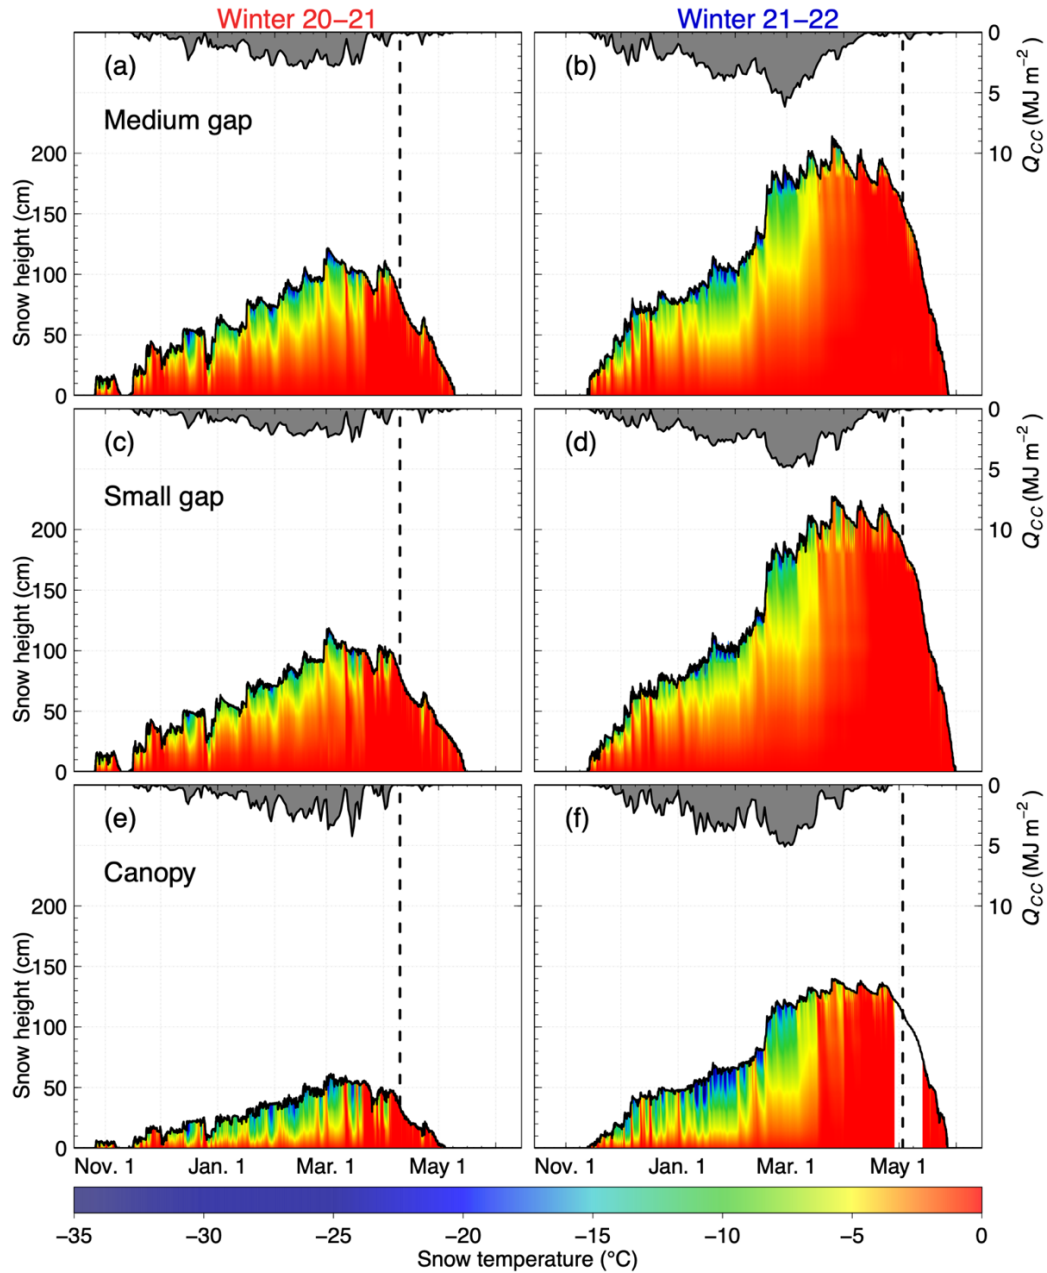 Winter 20−21
Winter 21−22
(a)
Medium gap
200
150
100
50
0
Snow height (cm)
(b)
0
5
10
QCC (MJ m−2)
(c)
Small gap
200
150
100
50
0
Snow height (cm)
(d)
0
5
10
QCC (MJ m−2)
(e)
Canopy
200
150
100
50
0
Snow height (cm)
(f)
0
5
10
QCC (MJ m−2)
Nov. 1 Jan. 1 Mar. 1 May 1
Nov. 1 Jan. 1 Mar. 1 May 1
−35 −30 −25 −20 −15 −10 −5 0
Snow temperature (°C)